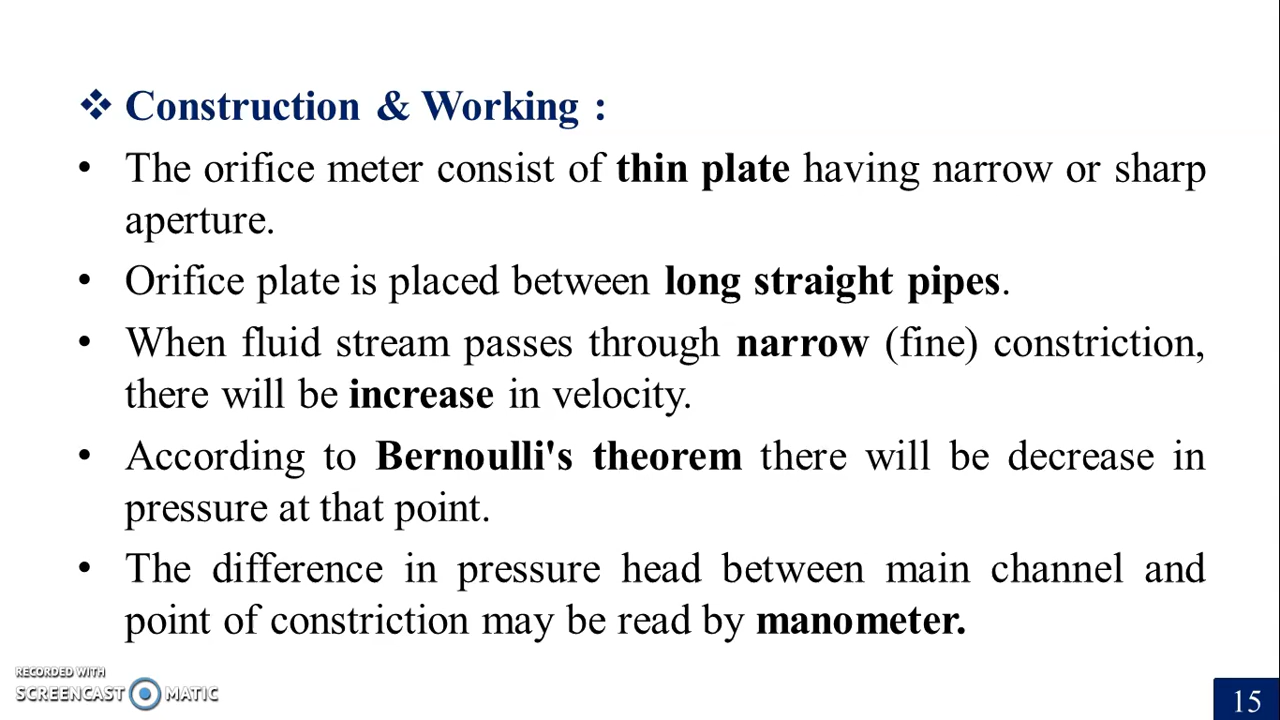 ❖ Construction & Working :
• The orifice meter consist of thin plate having narrow or sharp
aperture.
• Orifice plate is placed between long straight pipes.
• When fluid stream passes through narrow (fine) constriction,
there will be increase in velocity.
• According to Bernoulli's theorem there will be decrease in
pressure at that point.
• The difference in pressure head between main channel and
point of constriction may be read by manometer.
RECORDED WITH
SCREENCAST MATIC
15